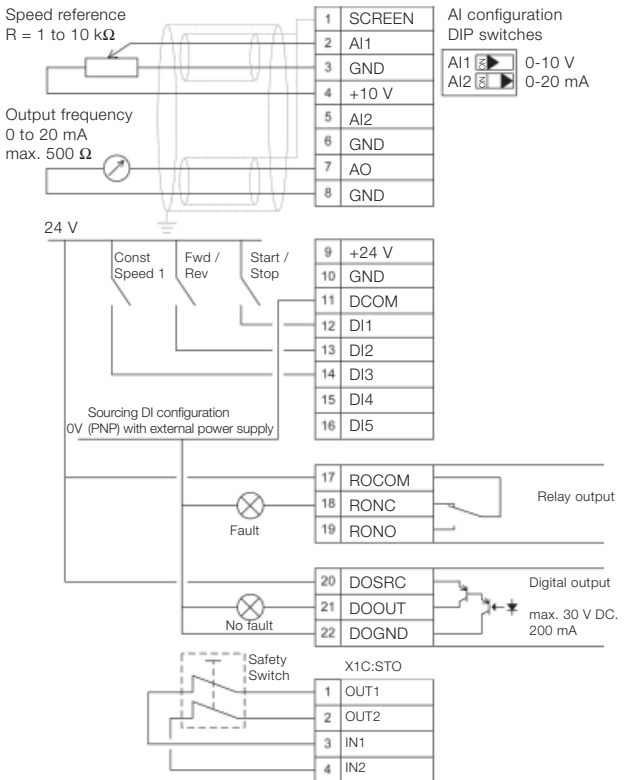 Speed reference
R = 1 to 10 kΩ
1 SCREEN
2 AI1
3 GND
4 +10 V
5 AI2
6 GND
7 AO
8 GND
AI configuration
DIP switches
AI1 ON 0-10 V
AI2 ON 0-20 mA
Output frequency
0 to 20 mA
max. 500 Ω
24 V
Const
Speed 1
Fwd /
Rev
Start /
Stop
9 +24 V
10 GND
11 DCOM
12 DI1
13 DI2
14 DI3
15 DI4
16 DI5
Sourcing DI configuration
0V (PNP) with external power supply
17 ROCOM
18 RONC
19 RONO
Relay output
Fault
20 DOSRC
21 DOOUT
22 DOGND
Digital output
max. 30 V DC.
200 mA
No fault
Safety
Switch
X1C:STO
1 OUT1
2 OUT2
3 IN1
4 IN2